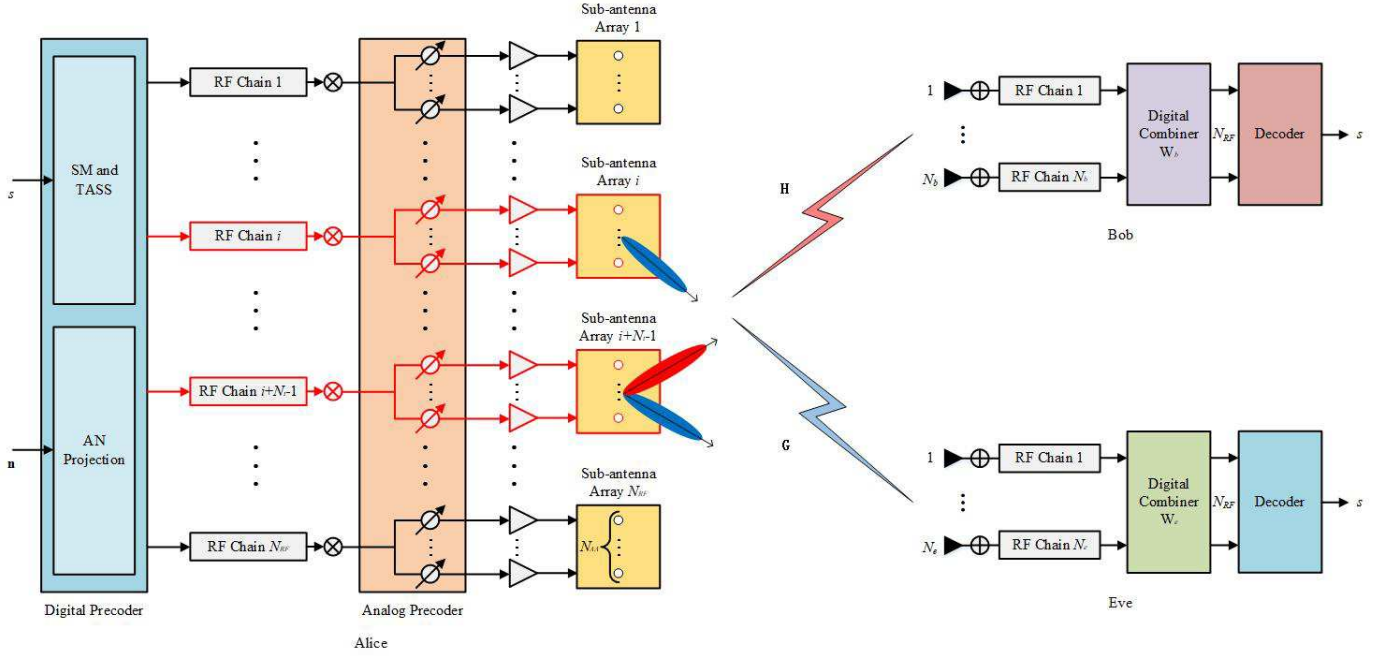 s
n
SM and
TASS
AN
Projection
Digital Precoder
RF Chain 1
RF Chain i
RF Chain i+Nt-1
RF Chain NRF
Analog Precoder
Alice
Sub-antenna
Array 1
Sub-antenna
Array i
Sub-antenna
Array i+Nt-1
Sub-antenna
Array NRF
NAA
H
G
1
Nb
RF Chain 1
RF Chain Nb
Digital
Combiner
Wb
NRF
Decoder
s
Bob
1
Ne
RF Chain 1
RF Chain Ne
Digital
Combiner
We
NRF
Decoder
s
Eve